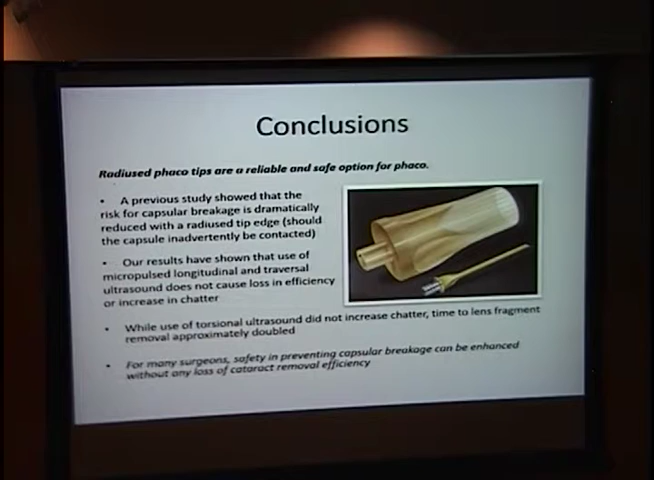 Conclusions
Radiused phaco tips are a reliable and safe option for phaco.
• A previous study showed that the
risk for capsular breakage is dramatically
reduced with a radiused tip edge (should
the capsule inadvertently be contacted)
• Our results have shown that use of
micropulsed longitudinal and traversal
ultrasound does not cause loss in efficiency
or increase in chatter
• While use of torsional ultrasound did not increase chatter, time to lens fragment
removal approximately doubled
• For many surgeons, safety in preventing capsular breakage can be enhanced
without any loss of cataract removal efficiency